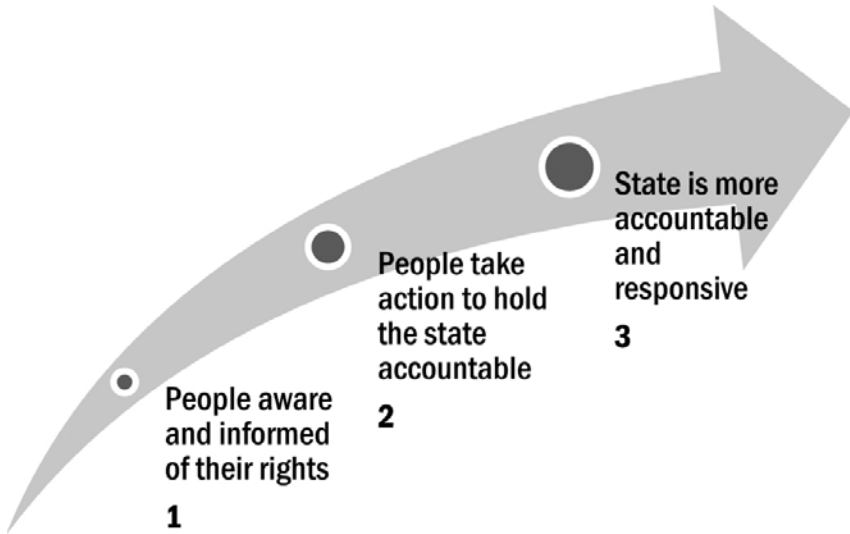 People aware
and informed
of their rights
1
People take
action to hold
the state
accountable
2
State is more
accountable
and
responsive
3